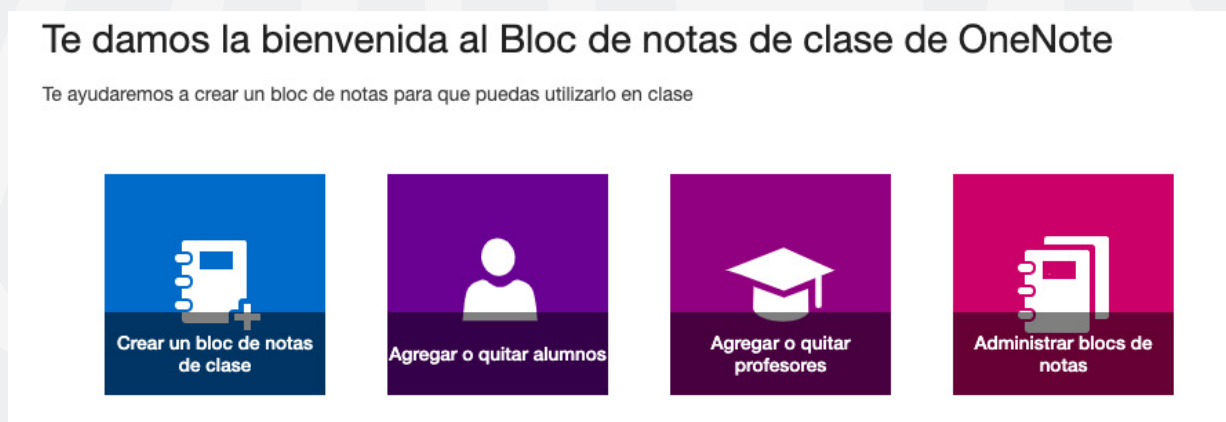 Te damos la bienvenida al Bloc de notas de clase de OneNote
Te ayudaremos a crear un bloc de notas para que puedas utilizarlo en clase
Crear un bloc de notas
de clase
Agregar o quitar alumnos
Agregar o quitar
profesores
Administrar blocs de
notas